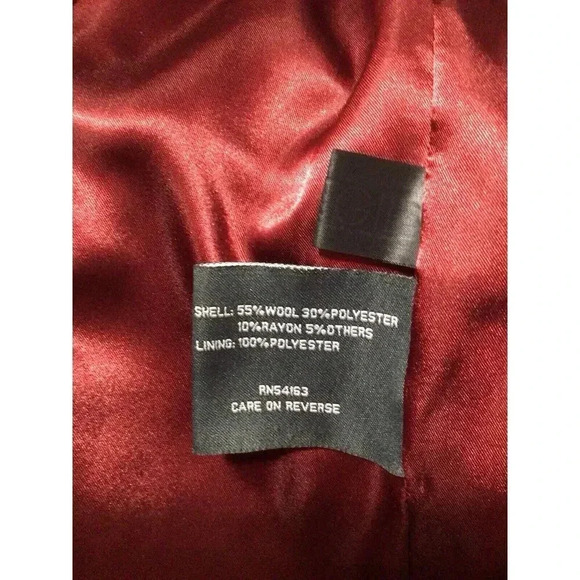 SHELL: 55%WOOL 30%POLYESTER
10%RAYON 5%OTHERS
LINING: 100%POLYESTER
RN54163
CARE ON REVERSE